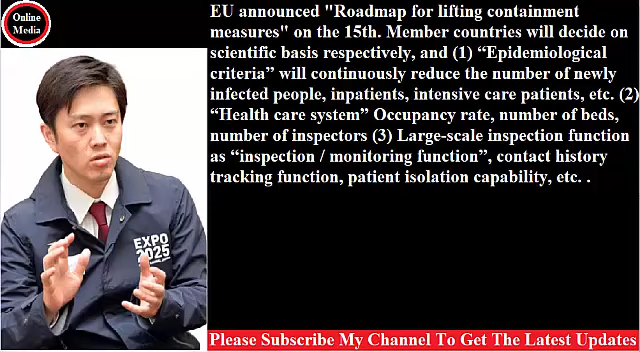 Online
Media
EU announced "Roadmap for lifting containment
measures" on the 15th. Member countries will decide on
scientific basis respectively, and (1) “Epidemiological
criteria” will continuously reduce the number of newly
infected people, inpatients, intensive care patients, etc. (2)
“Health care system” Occupancy rate, number of beds,
number of inspectors (3) Large-scale inspection function
as “inspection / monitoring function”, contact history
tracking function, patient isolation capability, etc. .
EXPO
2025
Please Subscribe My Channel To Get The Latest Updates